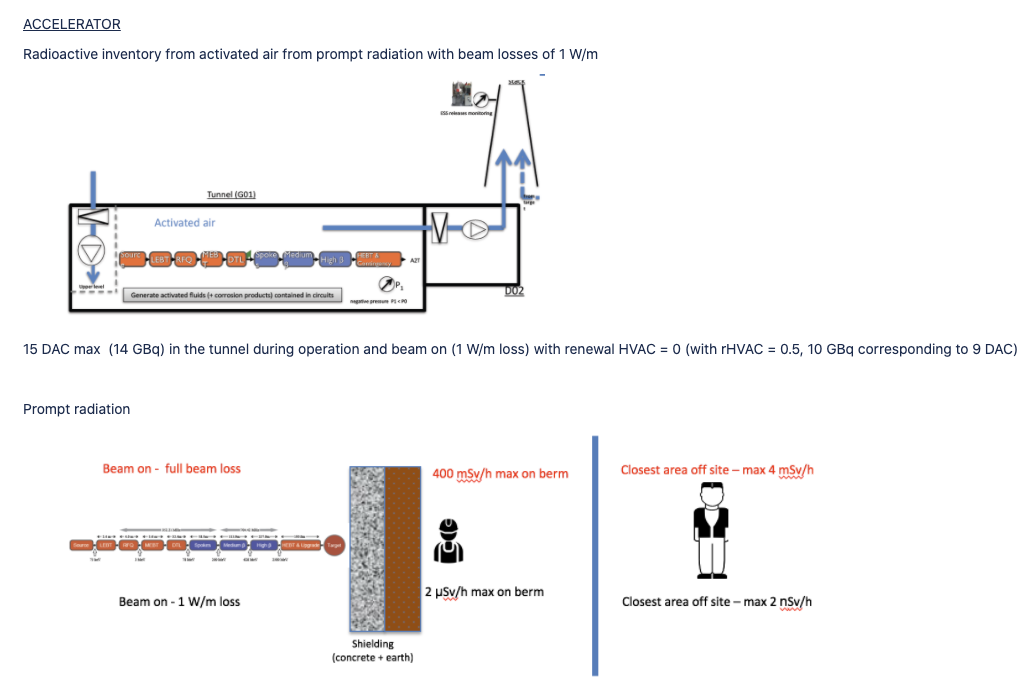 ACCELERATOR
Radioactive inventory from activated air from prompt radiation with beam losses of 1 W/m
ESS releases monitoring
Tunnel (G01)
Activated air
LEBT RFQ DTL Spoke Medium High β HEBT & A2T
Upper level
P1
Generate activated fluids (+ corrosion products) contained in circuits
negative pressure P1 < P0
D02
15 DAC max (14 GBq) in the tunnel during operation and beam on (1 W/m loss) with renewal HVAC = 0 (with rHVAC = 0.5, 10 GBq corresponding to 9 DAC)
Prompt radiation
Beam on - full beam loss
400 mSv/h max on berm
Closest area off site – max 4 mSv/h
Source LEBT RFQ MEBT DTL Spokes Medium β High β HEBT & Upgrade Target
2 µSv/h max on berm
Beam on - 1 W/m loss
Closest area off site – max 2 nSv/h
Shielding
(concrete + earth)